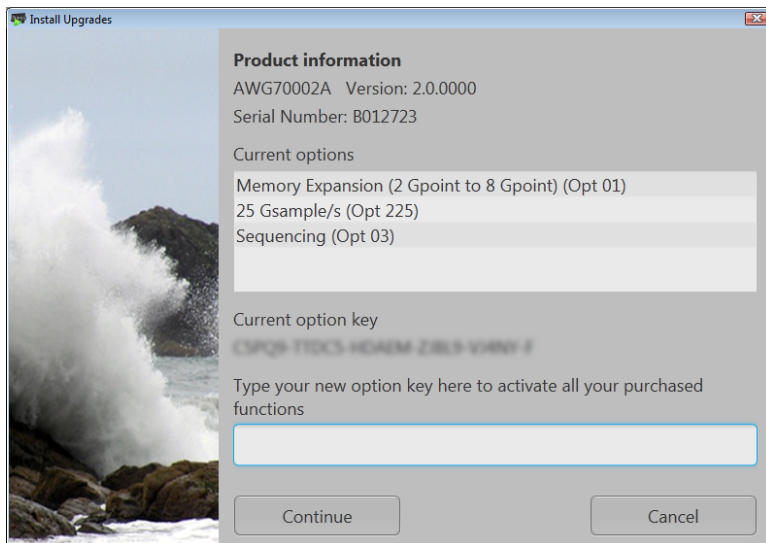 Install Upgrades
Product information
AWG70002A Version: 2.0.0000
Serial Number: B012723
Current options
Memory Expansion (2 Gpoint to 8 Gpoint) (Opt 01)
25 Gsample/s (Opt 225)
Sequencing (Opt 03)
Current option key
Type your new option key here to activate all your purchased
functions
Continue
Cancel